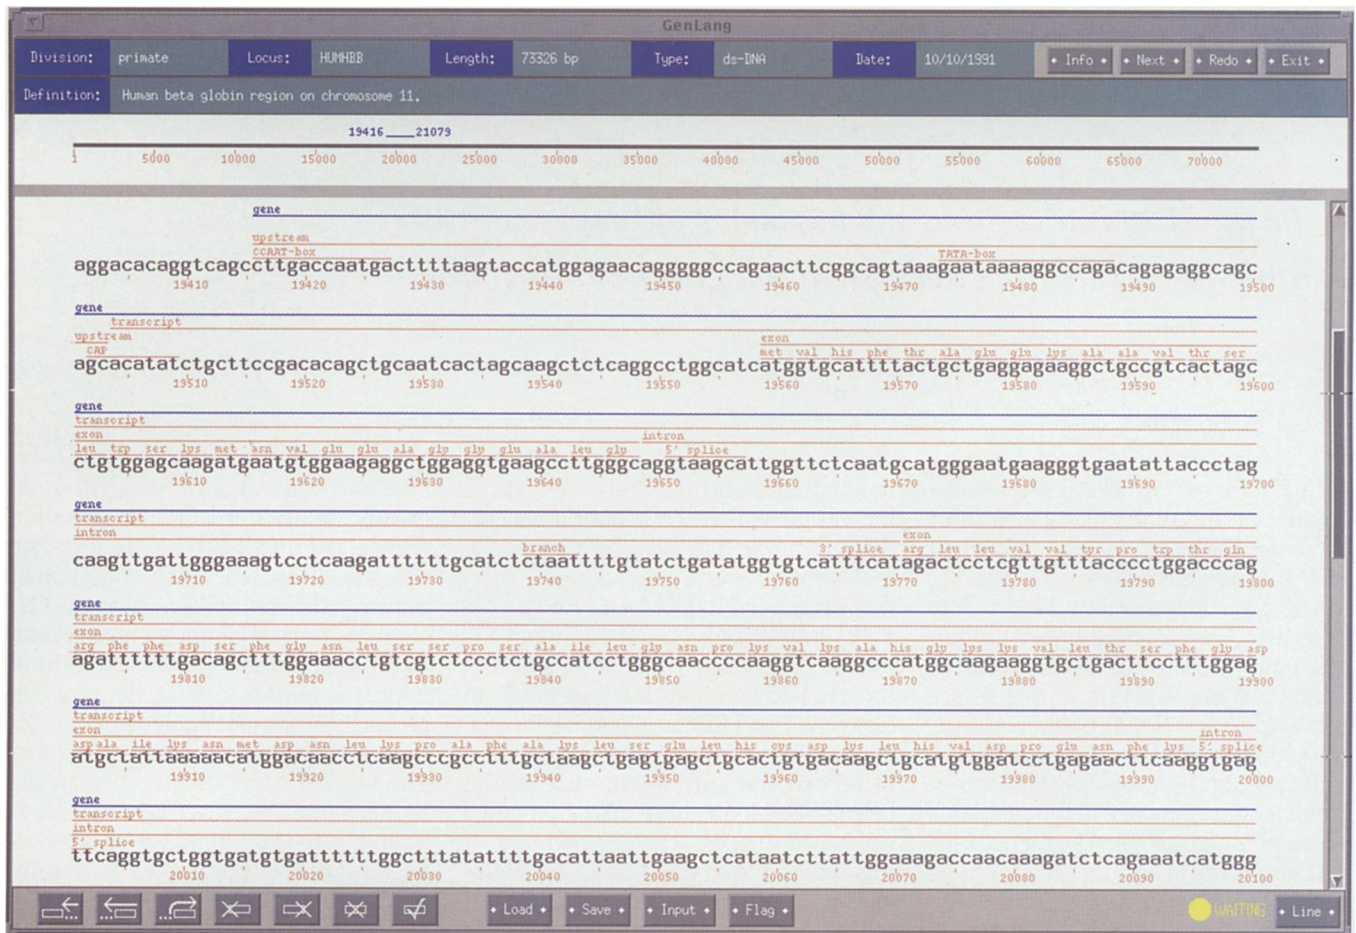 GenLang
Division: primate Locus: HUMHBB Length: 73326 bp Type: ds-DNA Date: 10/10/1991 Info Next Redo Exit
Definition: Human beta globin region on chromosome 11.
19416 21079
1 5000 10000 15000 20000 25000 30000 35000 40000 45000 50000 55000 60000 65000 70000
gene
upstream
CCAAT-box TATA-box
aggacacaggtcagccttgaccaatgacttttaagtaccatggagaacagggggccagaacttcggcagtaaagaataaaaggccagacagagaggcagc
19410 19420 19430 19440 19450 19460 19470 19480 19490 19500
gene
transcript
upstream exon
CAP met val his phe thr ala glu glu lys ala ala val thr ser
agcacatatctgcttccgacacagctgcaatcactagcaagctctcaggcctggcatcatggtgcattttactgctgaggagaaggctgccgtcactagc
19510 19520 19530 19540 19550 19560 19570 19580 19590 19600
gene
transcript
exon intron
leu trp ser lys met asn val glu glu ala gly gly glu ala leu gly 5' splice
ctgtggagcaagatgaatgtggaagaggctggaggtgaagccttgggcaggtaagcattggttctcaatgcatgggaatgaagggtgaatattaccctag
19610 19620 19630 19640 19650 19660 19670 19680 19690 19700
gene
transcript
intron exon
branch 3' splice arg leu leu val val tyr pro trp thr gln
caagttgattgggaaagtcctcaagattttttgcatctctaattttgtatctgatatggtgtcatttcatagactcctcgttgtttacccctggacccag
19710 19720 19730 19740 19750 19760 19770 19780 19790 19800
gene
transcript
exon
arg phe phe asp ser phe gly asn leu ser ser pro ser ala ile leu gly asn pro lys val lys ala his gly lys lys val leu thr ser phe gly asp
agattttttgacagctttggaaacctgtcgtctccctctgccatcctgggcaaccccaaggtcaaggcccatggcaagaaggtgctgacttcctttggag
19810 19820 19830 19840 19850 19860 19870 19880 19890 19900
gene
transcript
exon intron
asp ala ile lys asn met asp asn leu lys pro ala phe ala lys leu ser glu leu his cys asp lys leu his val asp pro glu asn phe lys 5' splice
atgctattaaaaacatggacaacctcaagcccgcctttgctaagctgagtgagctgcactgtgacaagctgcatgtggatcctgagaacttcaaggtgag
19910 19920 19930 19940 19950 19960 19970 19980 19990 20000
gene
transcript
intron
5' splice
ttcaggtgctggtgatgtgattttttggctttatattttgacattaattgaagctcataatcttattggaaagaccaacaaagatctcagaaatcatggg
20010 20020 20030 20040 20050 20060 20070 20080 20090 20100
Load Save Input Flag WAITING Line